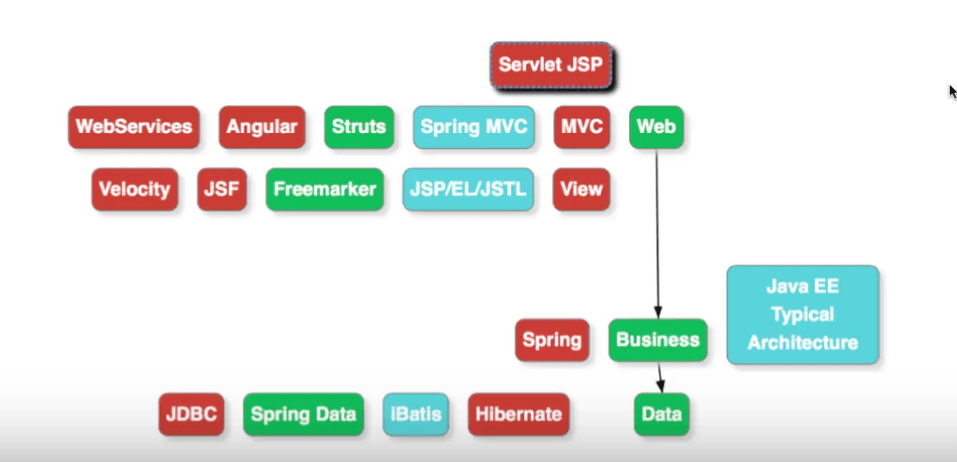 Servlet JSP
WebServices Angular Struts Spring MVC MVC Web
Velocity JSF Freemarker JSP/EL/JSTL View
Java EE
Typical
Architecture
Spring Business
JDBC Spring Data iBatis Hibernate Data